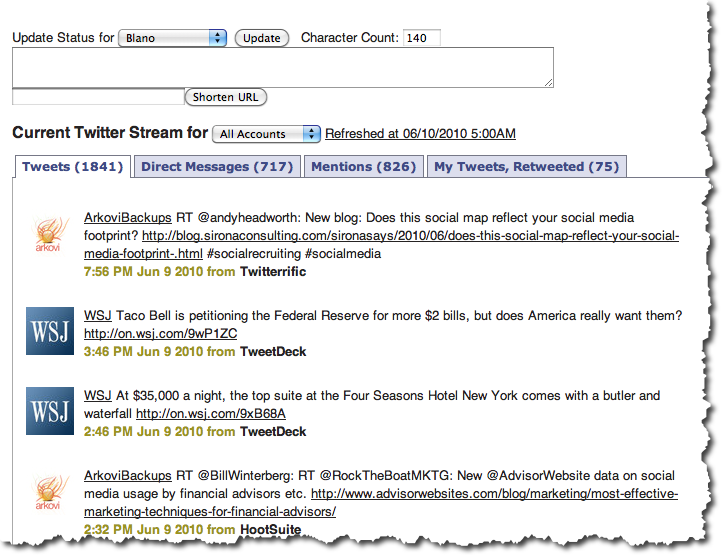 Update Status for Blano Update Character Count: 140
Shorten URL
Current Twitter Stream for All Accounts Refreshed at 06/10/2010 5:00AM
Tweets (1841) Direct Messages (717) Mentions (826) My Tweets, Retweeted (75)
ArkoviBackups RT @andyheadworth: New blog: Does this social map reflect your social media
footprint? http://blog.sironaconsulting.com/sironasays/2010/06/does-this-social-map-reflect-your-social-
media-footprint-.html #socialrecruiting #socialmedia
arkovi
7:56 PM Jun 9 2010 from Twitterrific
WSJ
WSJ Taco Bell is petitioning the Federal Reserve for more $2 bills, but does America really want them?
http://on.wsj.com/9wP1ZC
3:46 PM Jun 9 2010 from TweetDeck
WSJ
WSJ At $35,000 a night, the top suite at the Four Seasons Hotel New York comes with a butler and
waterfall http://on.wsj.com/9xB68A
2:46 PM Jun 9 2010 from TweetDeck
ArkoviBackups RT @BillWinterberg: RT @RockTheBoatMKTG: New @AdvisorWebsite data on social
media usage by financial advisors etc. http://www.advisorwebsites.com/blog/marketing/most-effective-
marketing-techniques-for-financial-advisors/
arkovi
2:32 PM Jun 9 2010 from HootSuite